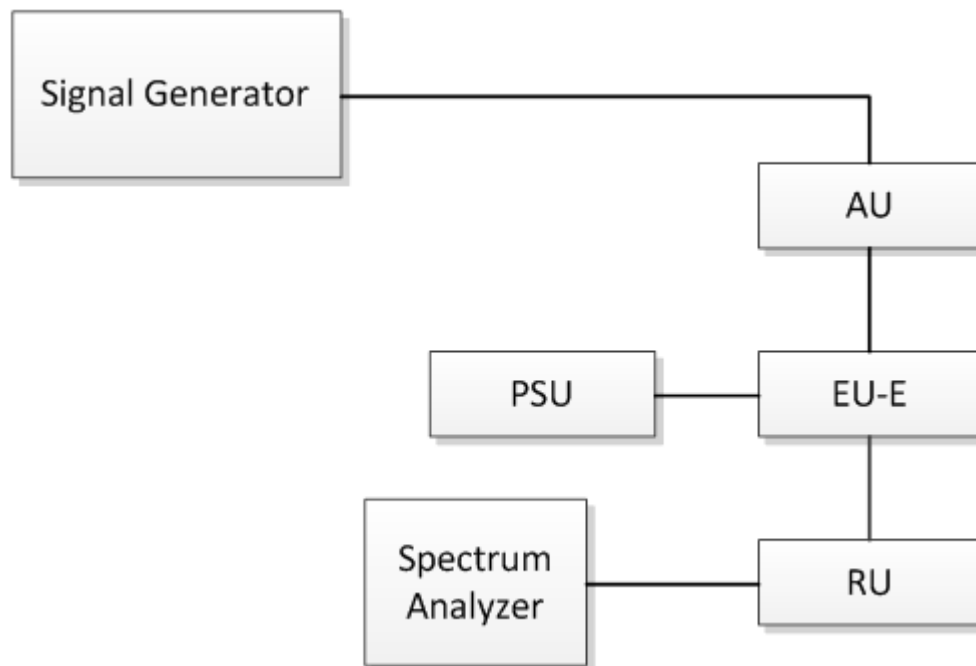 Signal Generator
AU
PSU
EU-E
Spectrum
Analyzer
RU